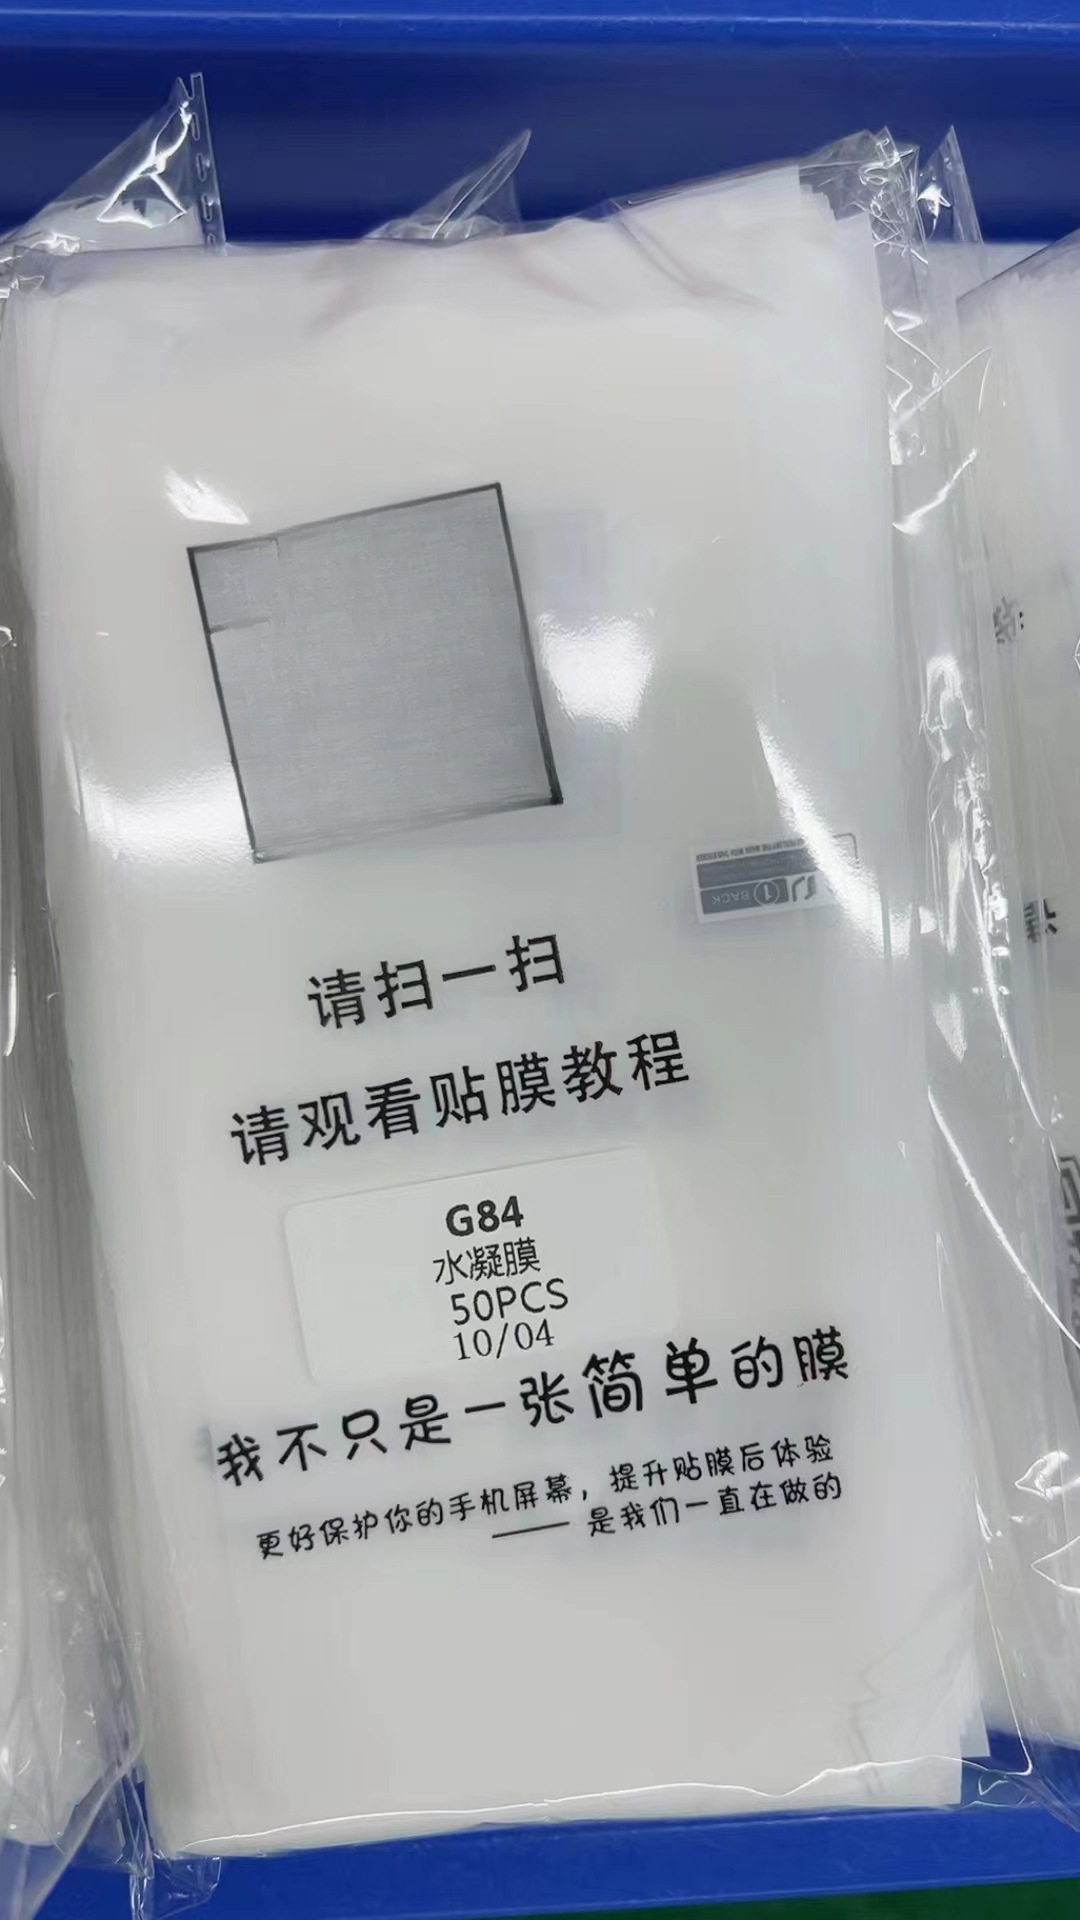 请扫一扫
请观看贴膜教程
G84
水凝膜
50PCS
10/04
我不只是一张简单的膜
更好保护你的手机屏幕，提升贴膜后体验
——是我们一直在做的
BACK 1